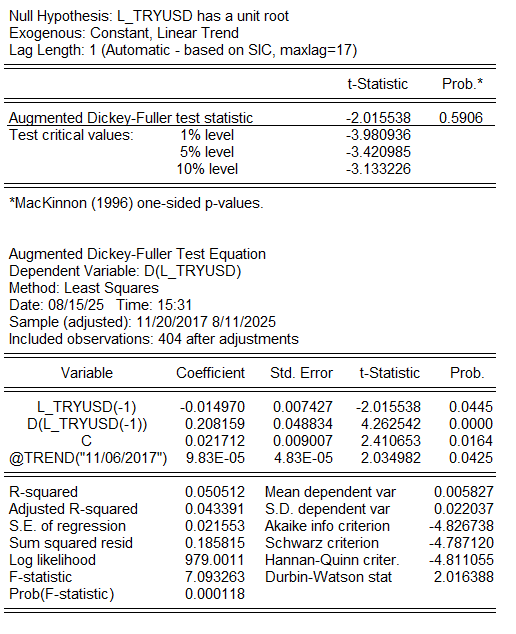 Null Hypothesis: L_TRYUSD has a unit root
Exogenous: Constant, Linear Trend
Lag Length: 1 (Automatic - based on SIC, maxlag=17)
t-Statistic Prob.*
Augmented Dickey-Fuller test statistic -2.015538 0.5906
Test critical values: 1% level -3.980936
5% level -3.420985
10% level -3.133226
*MacKinnon (1996) one-sided p-values.
Augmented Dickey-Fuller Test Equation
Dependent Variable: D(L_TRYUSD)
Method: Least Squares
Date: 08/15/25 Time: 15:31
Sample (adjusted): 11/20/2017 8/11/2025
Included observations: 404 after adjustments
Variable Coefficient Std. Error t-Statistic Prob.
L_TRYUSD(-1) -0.014970 0.007427 -2.015538 0.0445
D(L_TRYUSD(-1)) 0.208159 0.048834 4.262542 0.0000
C 0.021712 0.009007 2.410653 0.0164
@TREND("11/06/2017") 9.83E-05 4.83E-05 2.034982 0.0425
R-squared 0.050512 Mean dependent var 0.005827
Adjusted R-squared 0.043391 S.D. dependent var 0.022037
S.E. of regression 0.021553 Akaike info criterion -4.826738
Sum squared resid 0.185815 Schwarz criterion -4.787120
Log likelihood 979.0011 Hannan-Quinn criter. -4.811055
F-statistic 7.093263 Durbin-Watson stat 2.016388
Prob(F-statistic) 0.000118